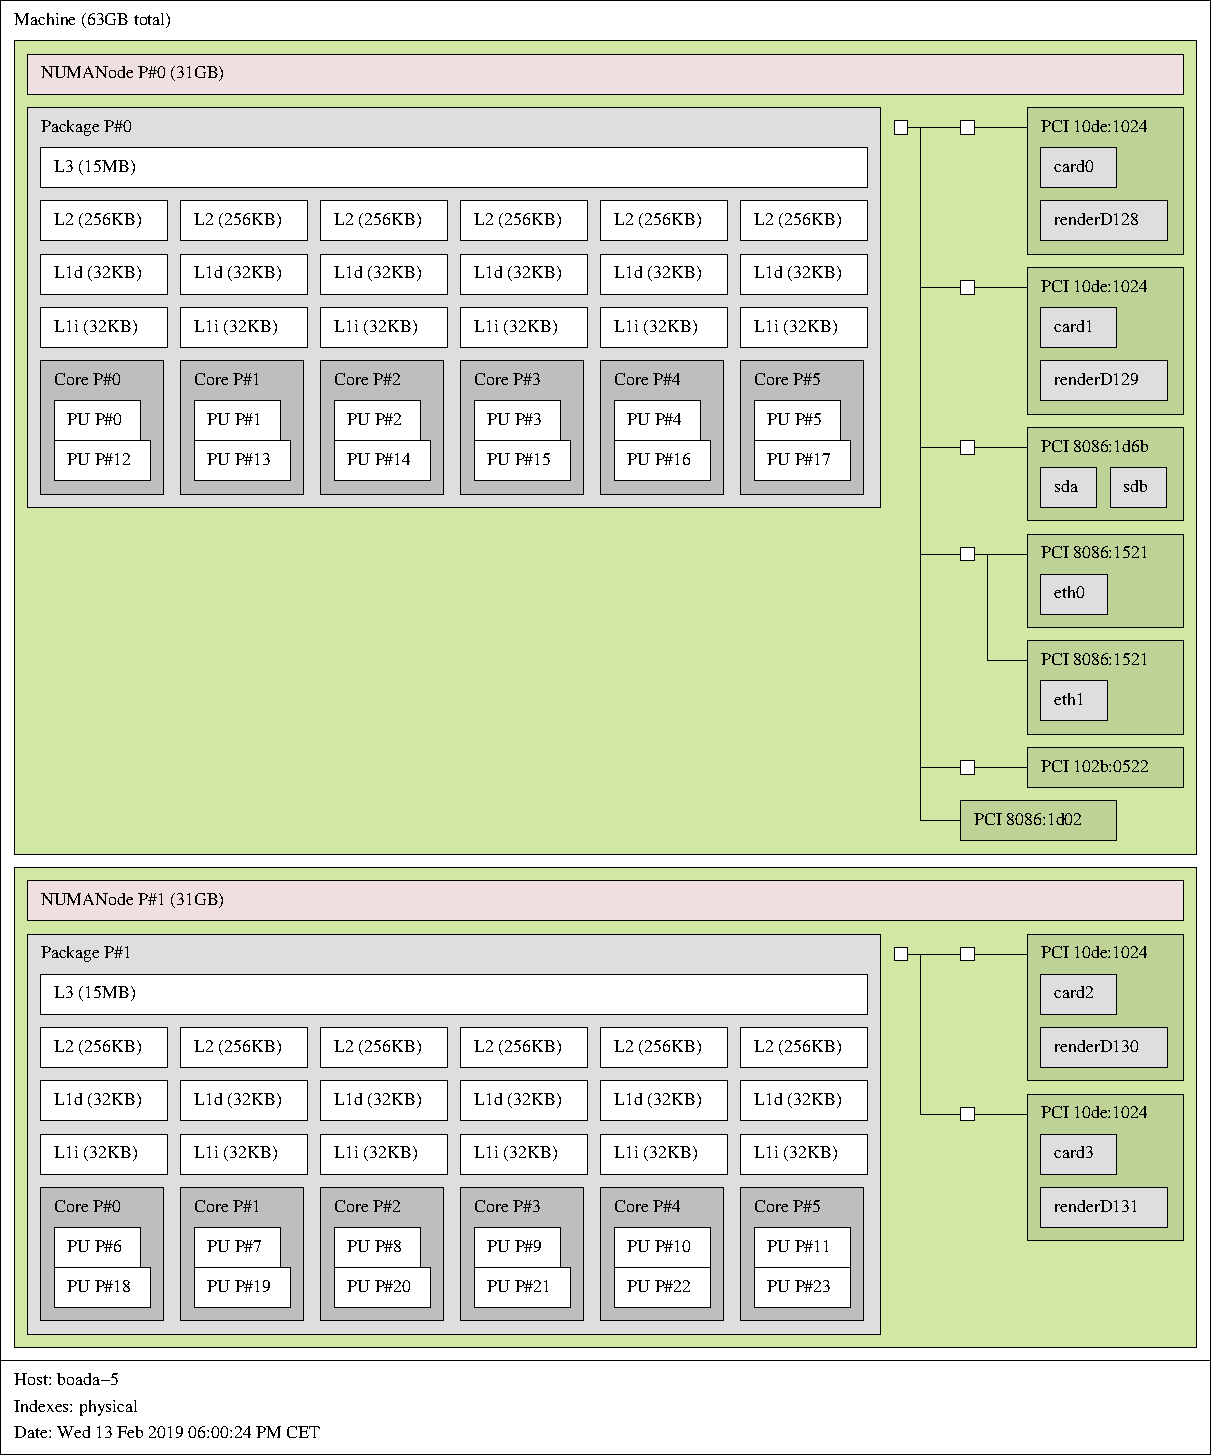 Machine (63GB total)
NUMANode P#0 (31GB)
Package P#0
L3 (15MB)
L2 (256KB) L2 (256KB) L2 (256KB) L2 (256KB) L2 (256KB) L2 (256KB)
L1d (32KB) L1d (32KB) L1d (32KB) L1d (32KB) L1d (32KB) L1d (32KB)
L1i (32KB) L1i (32KB) L1i (32KB) L1i (32KB) L1i (32KB) L1i (32KB)
Core P#0 Core P#1 Core P#2 Core P#3 Core P#4 Core P#5
PU P#0 PU P#1 PU P#2 PU P#3 PU P#4 PU P#5
PU P#12 PU P#13 PU P#14 PU P#15 PU P#16 PU P#17
PCI 10de:1024
card0
renderD128
PCI 10de:1024
card1
renderD129
PCI 8086:1d6b
sda sdb
PCI 8086:1521
eth0
PCI 8086:1521
eth1
PCI 102b:0522
PCI 8086:1d02
NUMANode P#1 (31GB)
Package P#1
L3 (15MB)
L2 (256KB) L2 (256KB) L2 (256KB) L2 (256KB) L2 (256KB) L2 (256KB)
L1d (32KB) L1d (32KB) L1d (32KB) L1d (32KB) L1d (32KB) L1d (32KB)
L1i (32KB) L1i (32KB) L1i (32KB) L1i (32KB) L1i (32KB) L1i (32KB)
Core P#0 Core P#1 Core P#2 Core P#3 Core P#4 Core P#5
PU P#6 PU P#7 PU P#8 PU P#9 PU P#10 PU P#11
PU P#18 PU P#19 PU P#20 PU P#21 PU P#22 PU P#23
PCI 10de:1024
card2
renderD130
PCI 10de:1024
card3
renderD131
Host: boada−5
Indexes: physical
Date: Wed 13 Feb 2019 06:00:24 PM CET